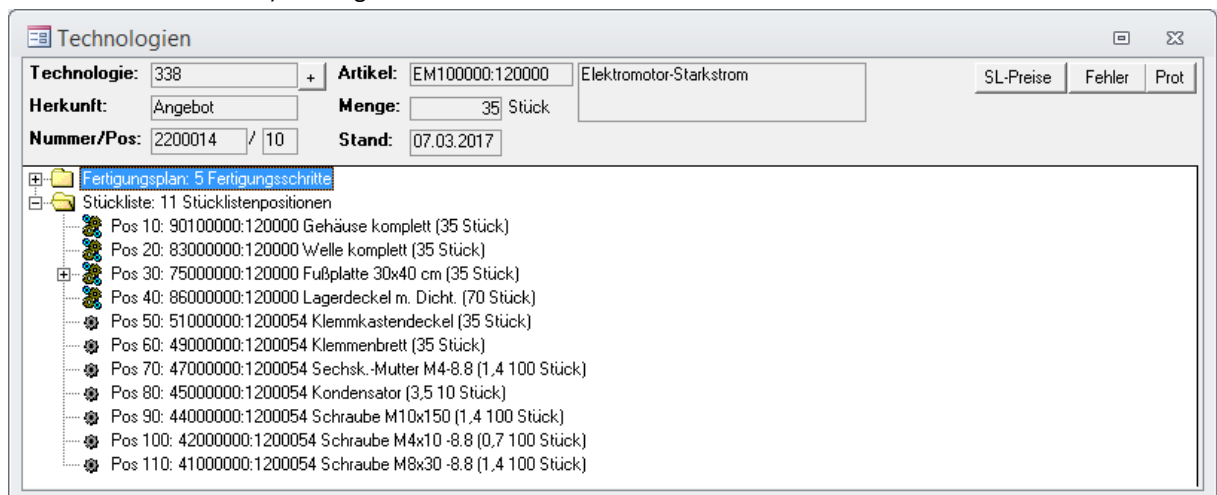 Technologien
Technologie: 338 + Artikel: EM100000:120000 Elektromotor-Starkstrom SL-Preise Fehler Prot
Herkunft: Angebot Menge: 35 Stück
Nummer/Pos: 2200014 / 10 Stand: 07.03.2017
Fertigungsplan: 5 Fertigungsschritte
Stückliste: 11 Stücklistenpositionen
Pos 10: 90100000:120000 Gehäuse komplett (35 Stück)
Pos 20: 83000000:120000 Welle komplett (35 Stück)
Pos 30: 75000000:120000 Fußplatte 30x40 cm (35 Stück)
Pos 40: 86000000:120000 Lagerdeckel m. Dicht. (70 Stück)
Pos 50: 51000000:1200054 Klemmkastendeckel (35 Stück)
Pos 60: 49000000:1200054 Klemmenbrett (35 Stück)
Pos 70: 47000000:1200054 Sechsk.-Mutter M4-8.8 (1,4 100 Stück)
Pos 80: 45000000:1200054 Kondensator (3,5 10 Stück)
Pos 90: 44000000:1200054 Schraube M10x150 (1,4 100 Stück)
Pos 100: 42000000:1200054 Schraube M4x10 -8.8 (0,7 100 Stück)
Pos 110: 41000000:1200054 Schraube M8x30 -8.8 (1,4 100 Stück)